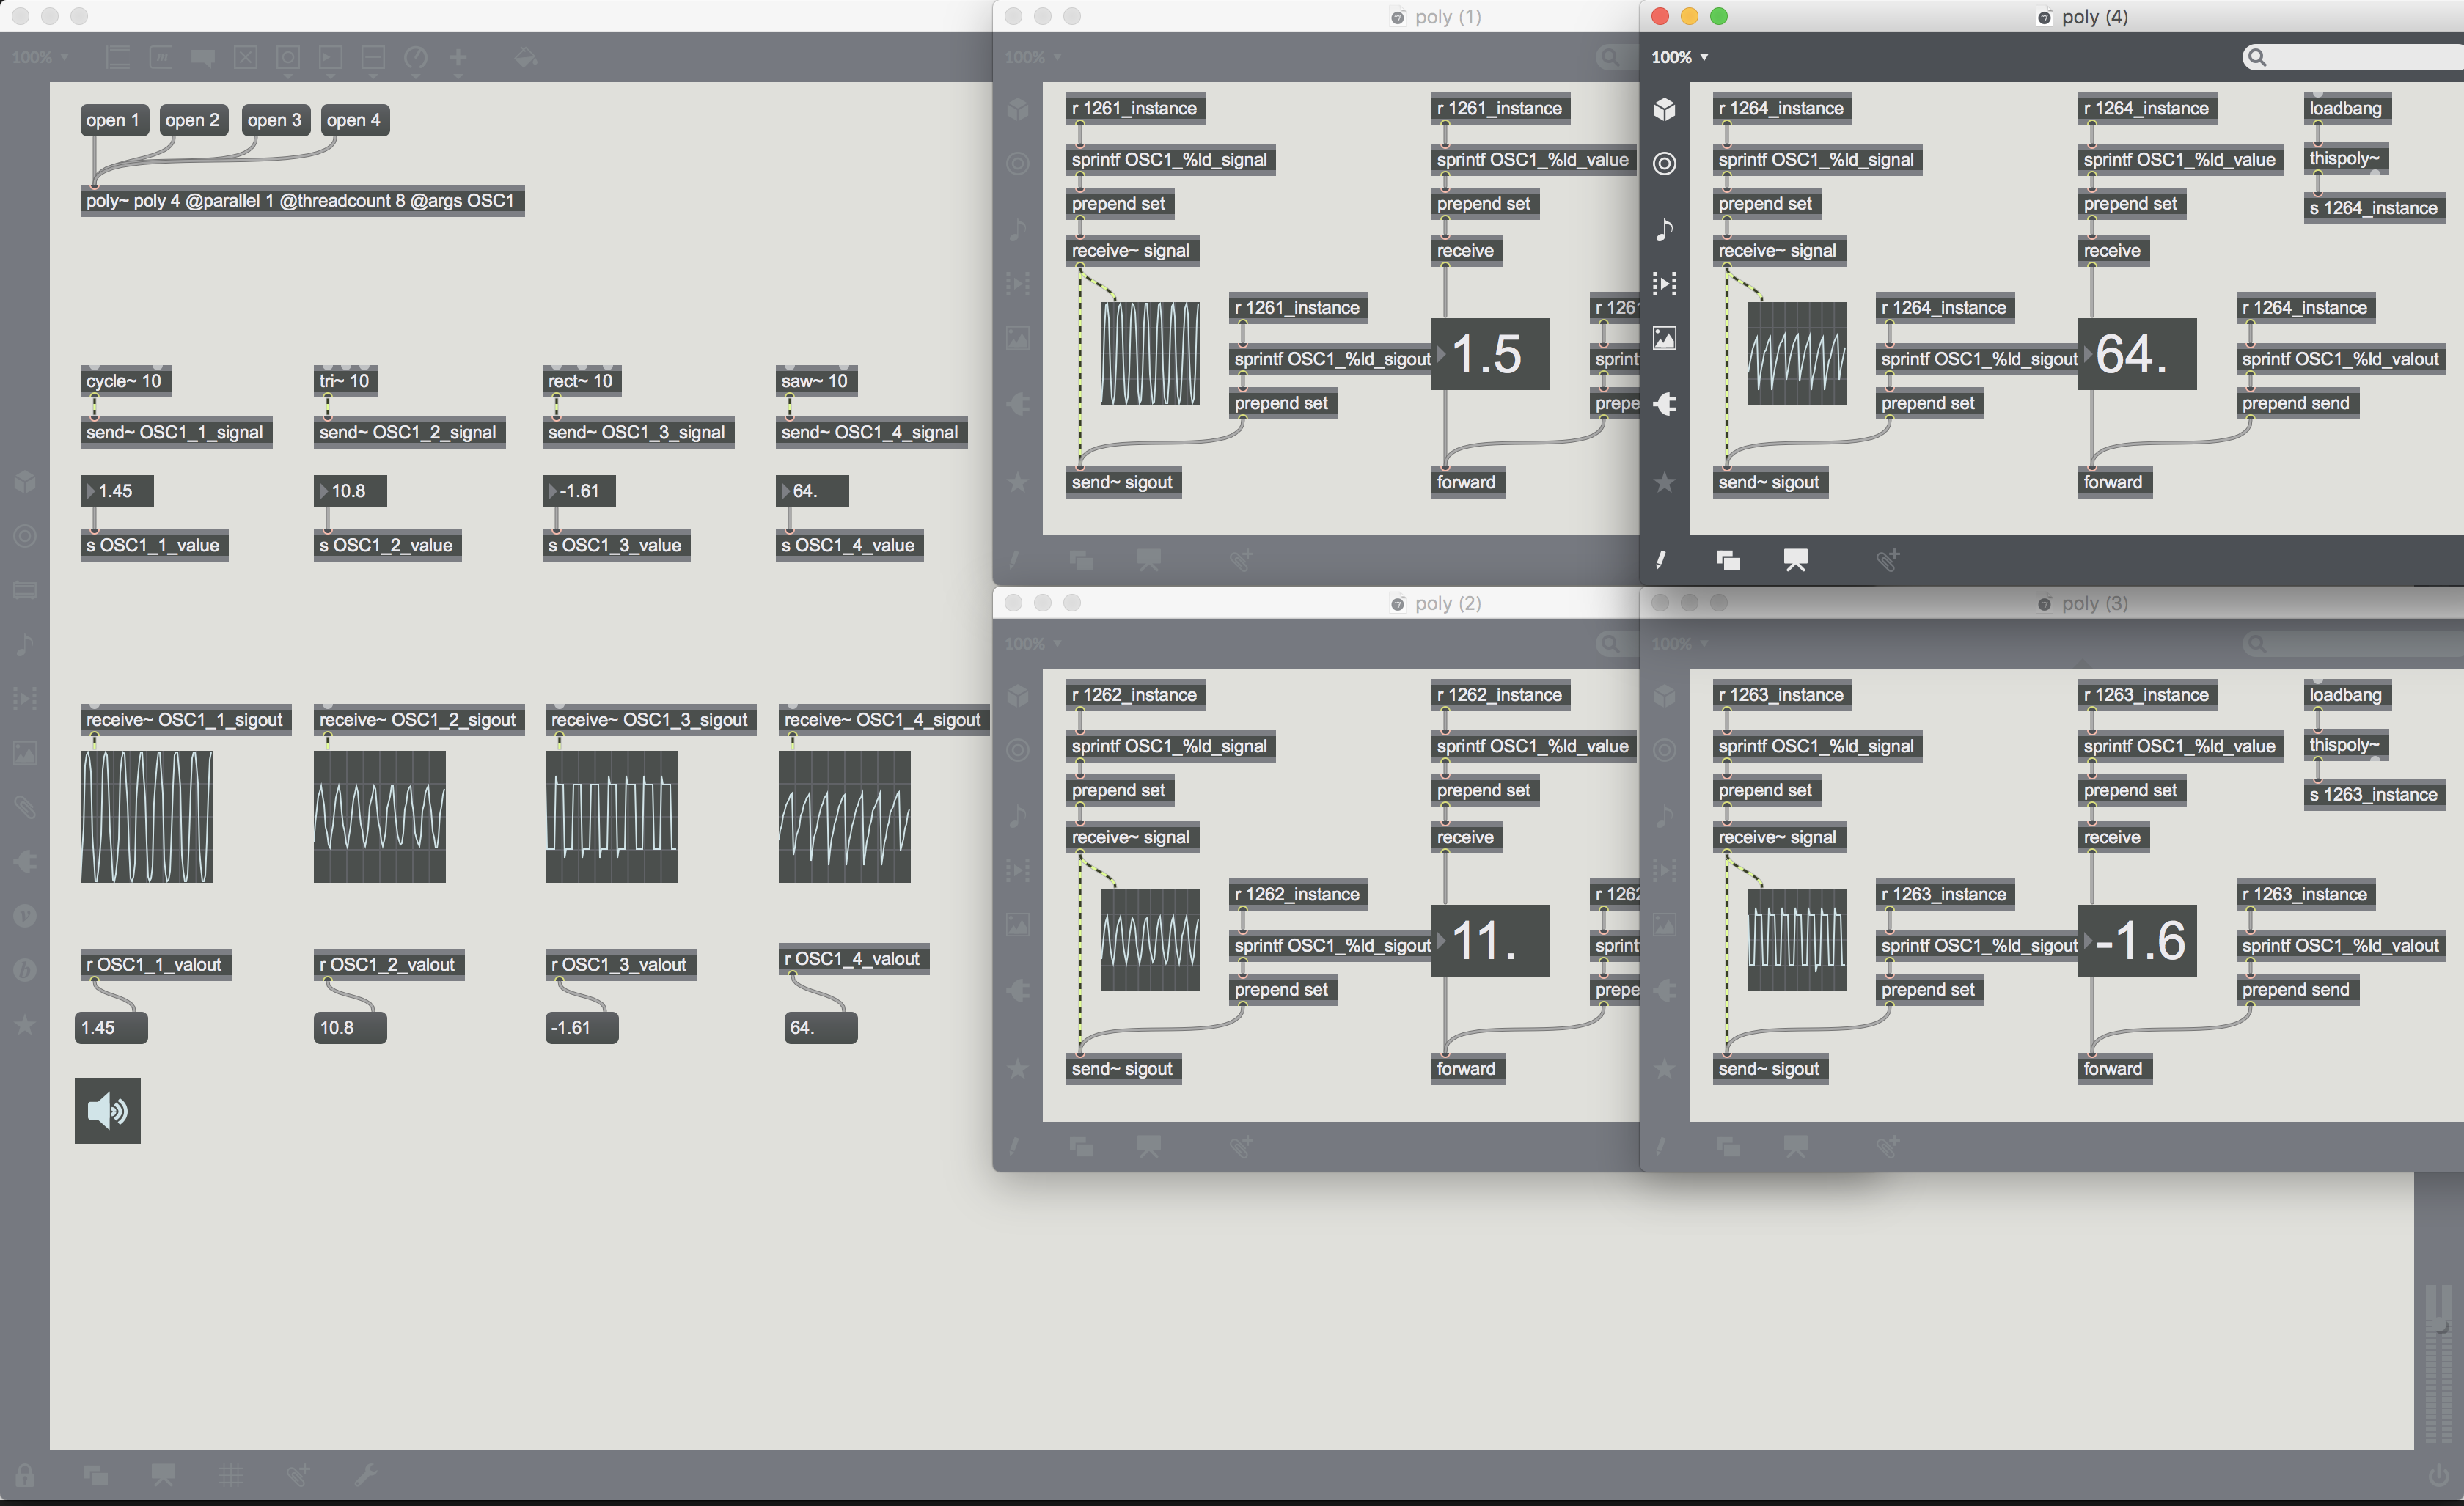 100%
open 1
open 2
open 3
open 4
poly~ poly 4 @parallel 1 @threadcount 8 @args OSC1
cycle~ 10
tri~ 10
rect~ 10
saw~ 10
send~ OSC1_1_signal
send~ OSC1_2_signal
send~ OSC1_3_signal
send~ OSC1_4_signal
1.45
10.8
-1.61
64.
s OSC1_1_value
s OSC1_2_value
s OSC1_3_value
s OSC1_4_value
receive~ OSC1_1_sigout
receive~ OSC1_2_sigout
receive~ OSC1_3_sigout
receive~ OSC1_4_sigout
r OSC1_1_valout
r OSC1_2_valout
r OSC1_3_valout
r OSC1_4_valout
1.45
10.8
-1.61
64.
poly (1)
100%
r 1261_instance
r 1261_instance
sprintf OSC1_%ld_signal
sprintf OSC1_%ld_value
prepend set
prepend set
receive~ signal
receive
r 1261_instance
r 126
sprintf OSC1_%ld_sigout
1.5
sprint
prepend set
prepe
send~ sigout
forward
poly (4)
100%
r 1264_instance
r 1264_instance
loadbang
sprintf OSC1_%ld_signal
sprintf OSC1_%ld_value
thispoly~
prepend set
prepend set
s 1264_instance
receive~ signal
receive
r 1264_instance
r 1264_instance
sprintf OSC1_%ld_sigout
64.
sprintf OSC1_%ld_valout
prepend set
prepend send
send~ sigout
forward
poly (2)
100%
r 1262_instance
r 1262_instance
sprintf OSC1_%ld_signal
sprintf OSC1_%ld_value
prepend set
prepend set
receive~ signal
receive
r 1262_instance
r 1262
sprintf OSC1_%ld_sigout
11.
sprint
prepend set
prepe
send~ sigout
forward
poly (3)
100%
r 1263_instance
r 1263_instance
loadbang
sprintf OSC1_%ld_signal
sprintf OSC1_%ld_value
thispoly~
prepend set
prepend set
s 1263_instance
receive~ signal
receive
r 1263_instance
r 1263_instance
sprintf OSC1_%ld_sigout
-1.6
sprintf OSC1_%ld_valout
prepend set
prepend send
send~ sigout
forward